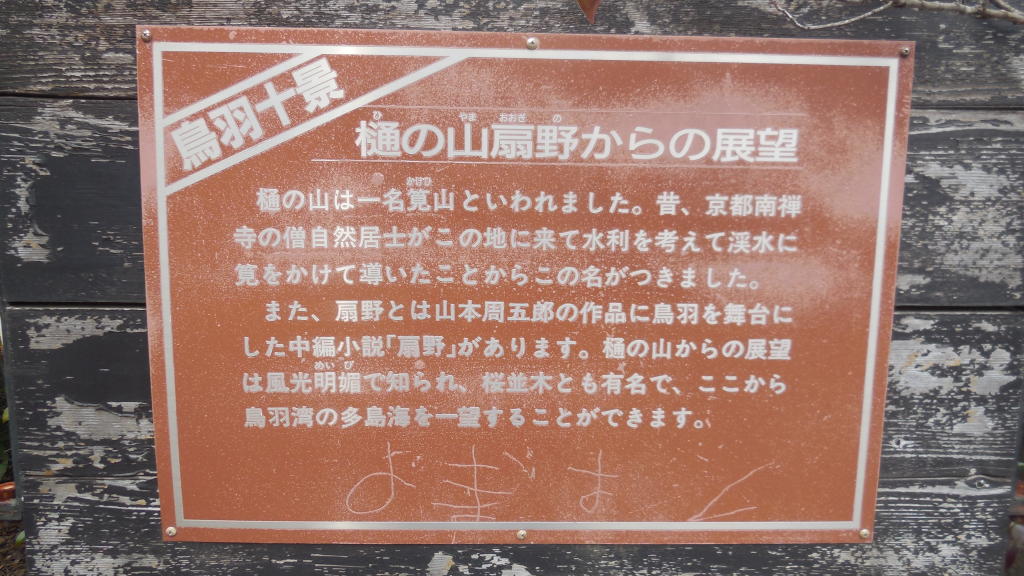 鳥羽十景
樋の山扇野からの展望
樋の山は一名筧山といわれました。昔、京都南禅
寺の僧自然居士がこの地に来て水利を考えて渓水に
筧をかけて導いたことからこの名がつきました。
また、扇野とは山本周五郎の作品に鳥羽を舞台に
した中編小説「扇野」があります。樋の山からの展望
は風光明媚で知られ、桜並木とも有名で、ここから
鳥羽湾の多島海を一望することができます。